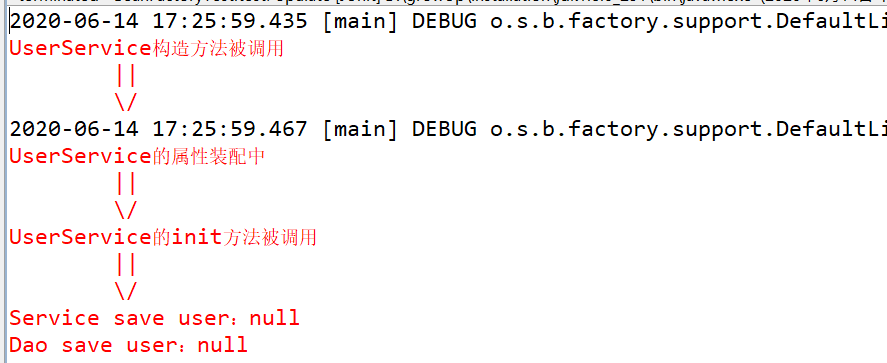 2020-06-14 17:25:59.435 [main] DEBUG o.s.b.factory.support.DefaultLi
UserService构造方法被调用
||
\/
2020-06-14 17:25:59.467 [main] DEBUG o.s.b.factory.support.DefaultLi
UserService的属性装配中
||
\/
UserService的init方法被调用
||
\/
Service save user：null
Dao save user：null